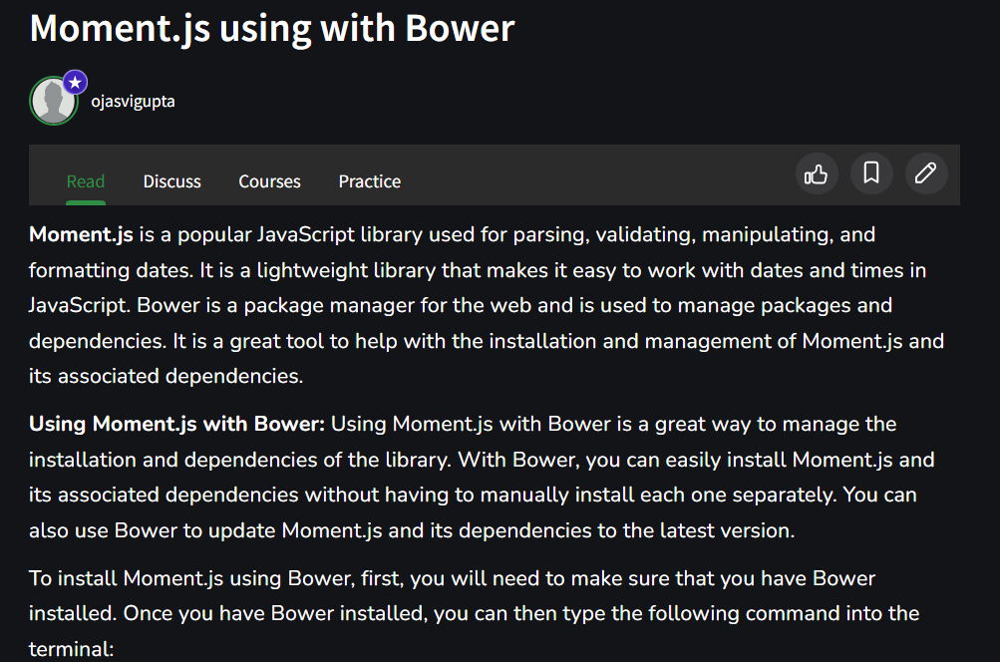 Moment.js using with Bower
ojasvigupta
Read Discuss Courses Practice
Moment.js is a popular JavaScript library used for parsing, validating, manipulating, and
formatting dates. It is a lightweight library that makes it easy to work with dates and times in
JavaScript. Bower is a package manager for the web and is used to manage packages and
dependencies. It is a great tool to help with the installation and management of Moment.js and
its associated dependencies.
Using Moment.js with Bower: Using Moment.js with Bower is a great way to manage the
installation and dependencies of the library. With Bower, you can easily install Moment.js and
its associated dependencies without having to manually install each one separately. You can
also use Bower to update Moment.js and its dependencies to the latest version.
To install Moment.js using Bower, first, you will need to make sure that you have Bower
installed. Once you have Bower installed, you can then type the following command into the
terminal: